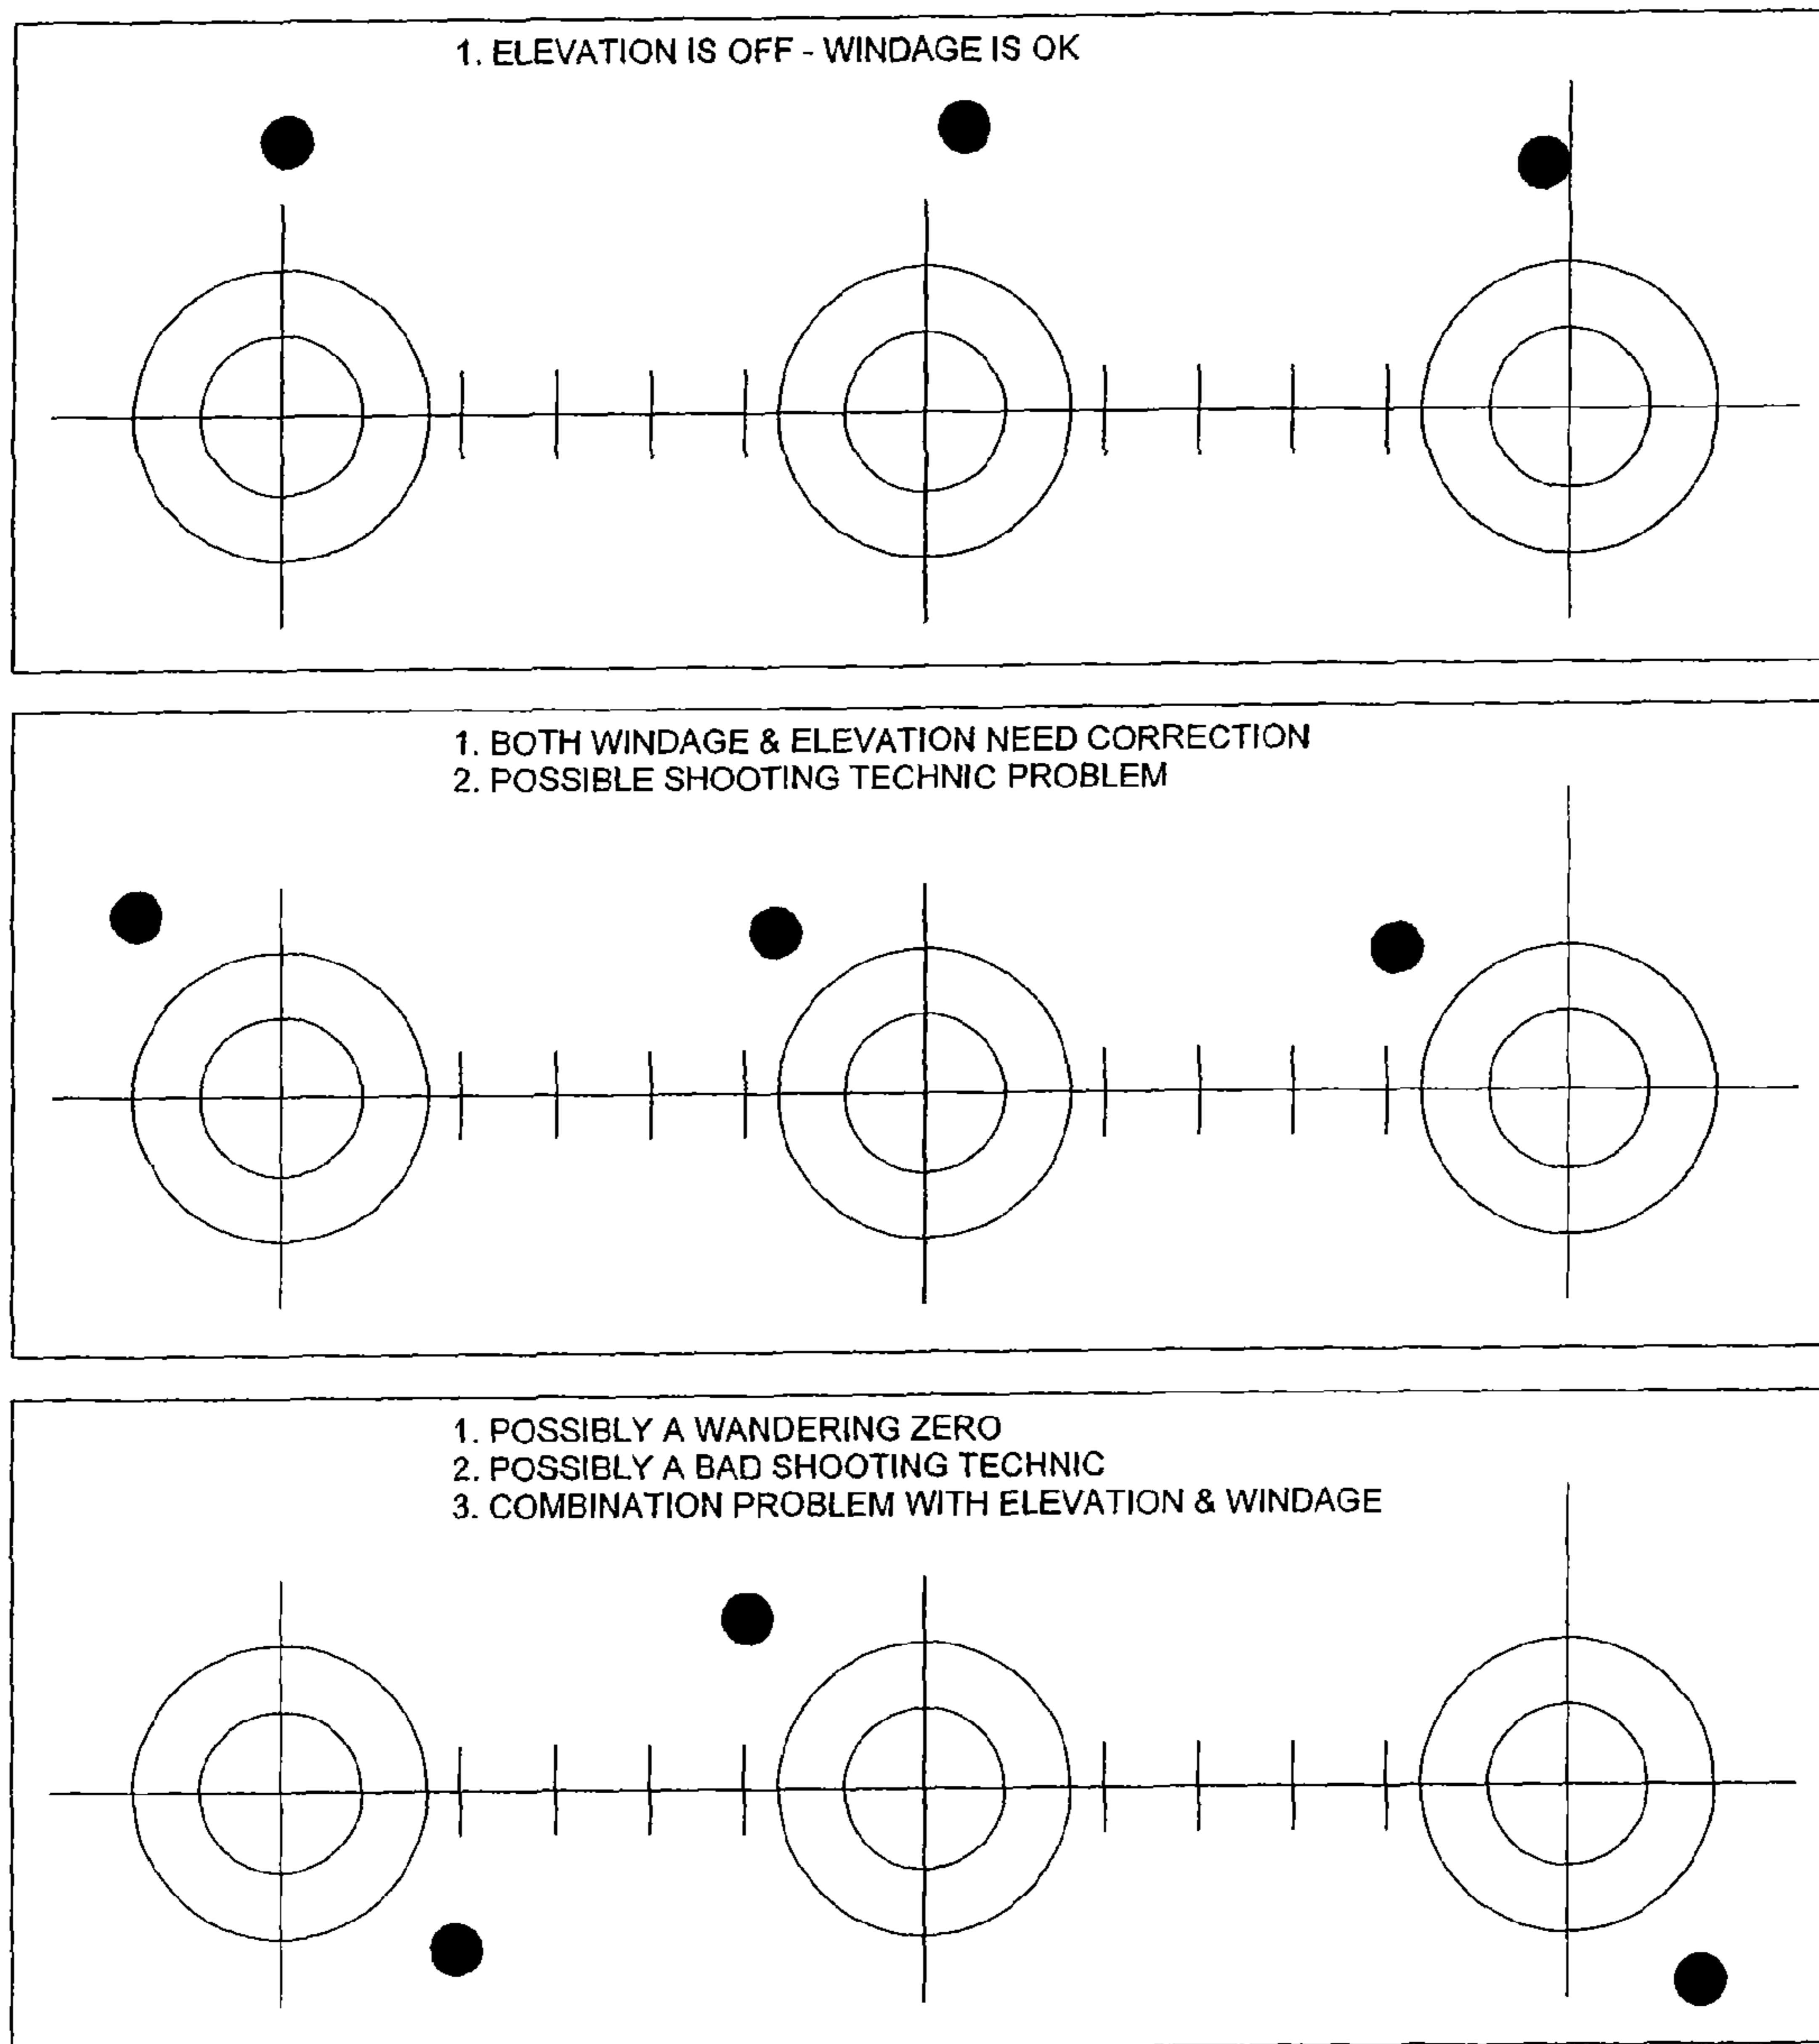 1. ELEVATION IS OFF - WINDAGE IS OK
1. BOTH WINDAGE & ELEVATION NEED CORRECTION
2. POSSIBLE SHOOTING TECHNIC PROBLEM
1. POSSIBLY A WANDERING ZERO
2. POSSIBLY A BAD SHOOTING TECHNIC
3. COMBINATION PROBLEM WITH ELEVATION & WINDAGE